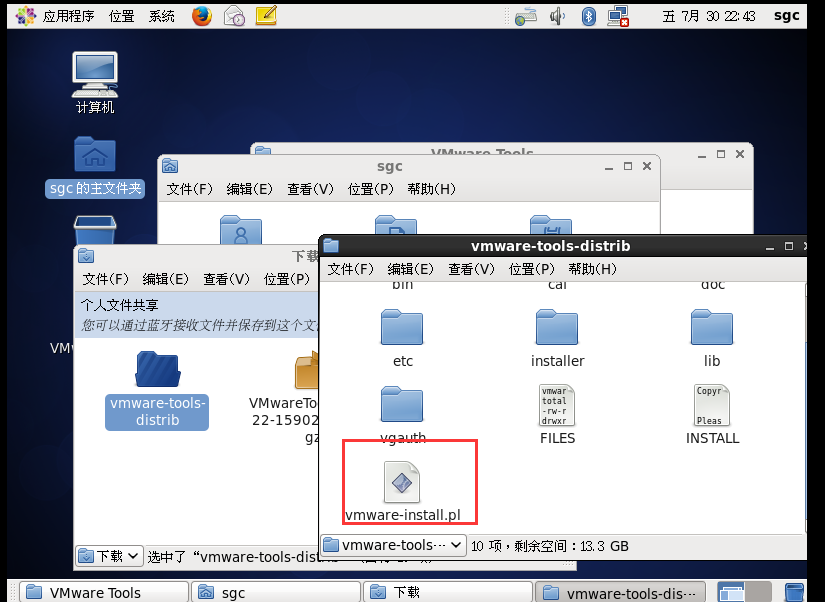 应用程序 位置 系统
五 7月 30 22:43 sgc
计算机
sgc 的主文件夹
VMware Tools
sgc
文件(F) 编辑(E) 查看(V) 位置(P) 帮助(H)
下载
文件(F) 编辑(E) 查看(V) 位置(P)
个人文件共享
您可以通过蓝牙接收文件并保存到这个文
vmware-tools-
distrib
VMwareTo
22-15902
gz
下载
选中了 “vmware-tools-distrib”
vmware-tools-distrib
文件(F) 编辑(E) 查看(V) 位置(P) 帮助(H)
bin
doc
etc
installer
lib
vgauth
vmwar
total
-rw-r
drwxr
FILES
Copyr
Pleas
INSTALL
vmware-install.pl
vmware-tools-···
10 项，剩余空间：13.3 GB
VMware Tools
sgc
下载
vmware-tools-dis···